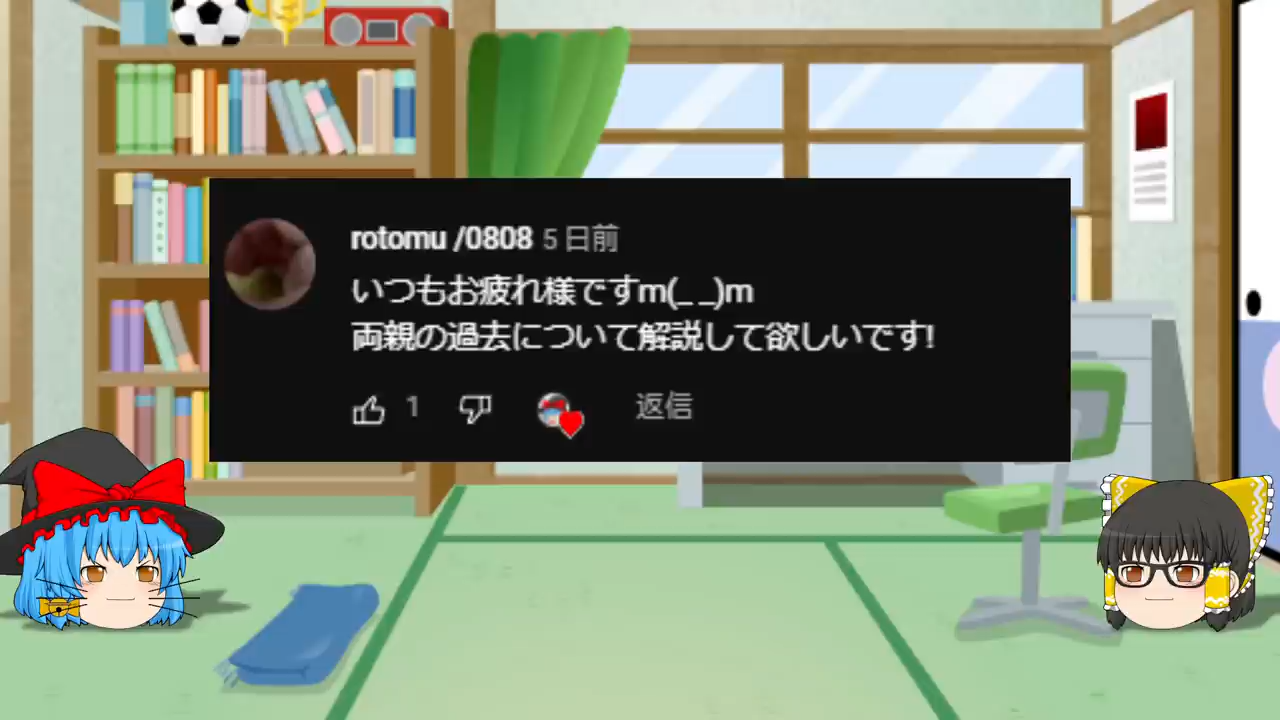 rotomu /0808 5 日前
いつもお疲れ様ですm(_ _)m
両親の過去について解説して欲しいです!
1 返信